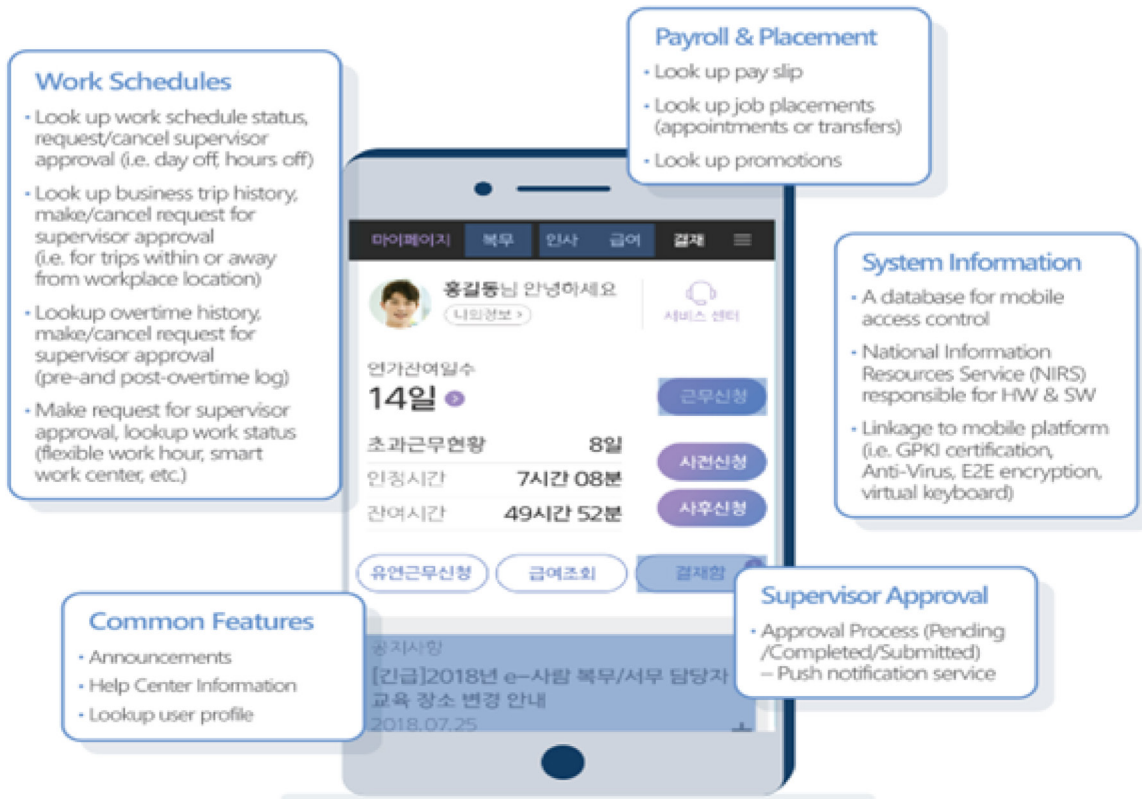 Payroll & Placement
• Look up pay slip
• Look up job placements
(appointments or transfers)
• Look up promotions
Work Schedules
• Look up work schedule status,
request/cancel supervisor
approval (i.e. day off, hours off)
• Look up business trip history,
make/cancel request for
supervisor approval
(i.e. for trips within or away
from workplace location)
• Lookup overtime history,
make/cancel request for
supervisor approval
(pre-and post-overtime log)
• Make request for supervisor
approval, lookup work status
(flexible work hour, smart
work center, etc.)
마이페이지 복무 인사 급여 결재
홍길동님 안녕하세요
나의정보 >
서비스 센터
연가잔여일수
14일
근무신청
초과근무현황 8일
사전신청
인정시간 7시간 08분
잔여시간 49시간 52분
사후신청
유연근무신청 급여조회 결재함
공지사항
[긴급]2018년 e-사람 복무/서무 담당자
교육 장소 변경 안내
2018.07.25
System Information
• A database for mobile
access control
• National Information
Resources Service (NIRS)
responsible for HW & SW
• Linkage to mobile platform
(i.e. GPKI certification,
Anti-Virus, E2E encryption,
virtual keyboard)
Supervisor Approval
• Approval Process (Pending
/Completed/Submitted)
– Push notification service
Common Features
• Announcements
• Help Center Information
• Lookup user profile